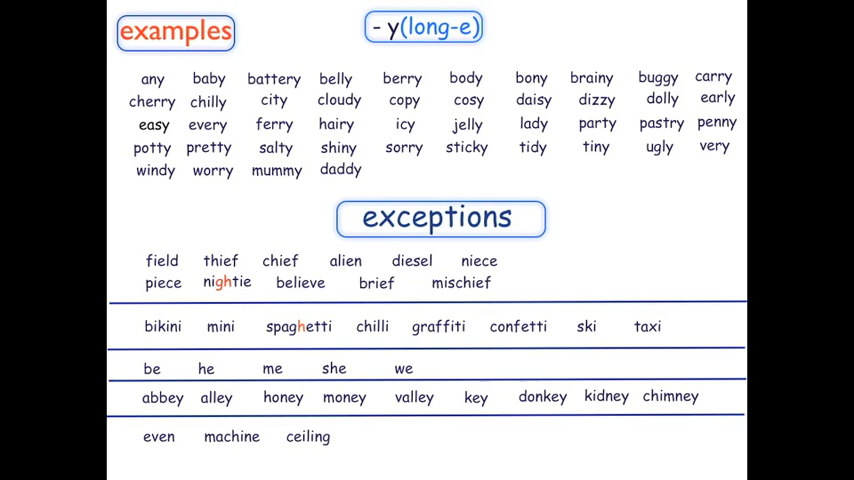 examples
- y(long-e)
any baby battery belly berry body bony brainy buggy carry
cherry chilly city cloudy copy cosy daisy dizzy dolly early
easy every ferry hairy icy jelly lady party pastry penny
potty pretty salty shiny sorry sticky tidy tiny ugly very
windy worry mummy daddy
exceptions
field thief chief alien diesel niece
piece nightie believe brief mischief
bikini mini spaghetti chilli graffiti confetti ski taxi
be he me she we
abbey alley honey money valley key donkey kidney chimney
even machine ceiling